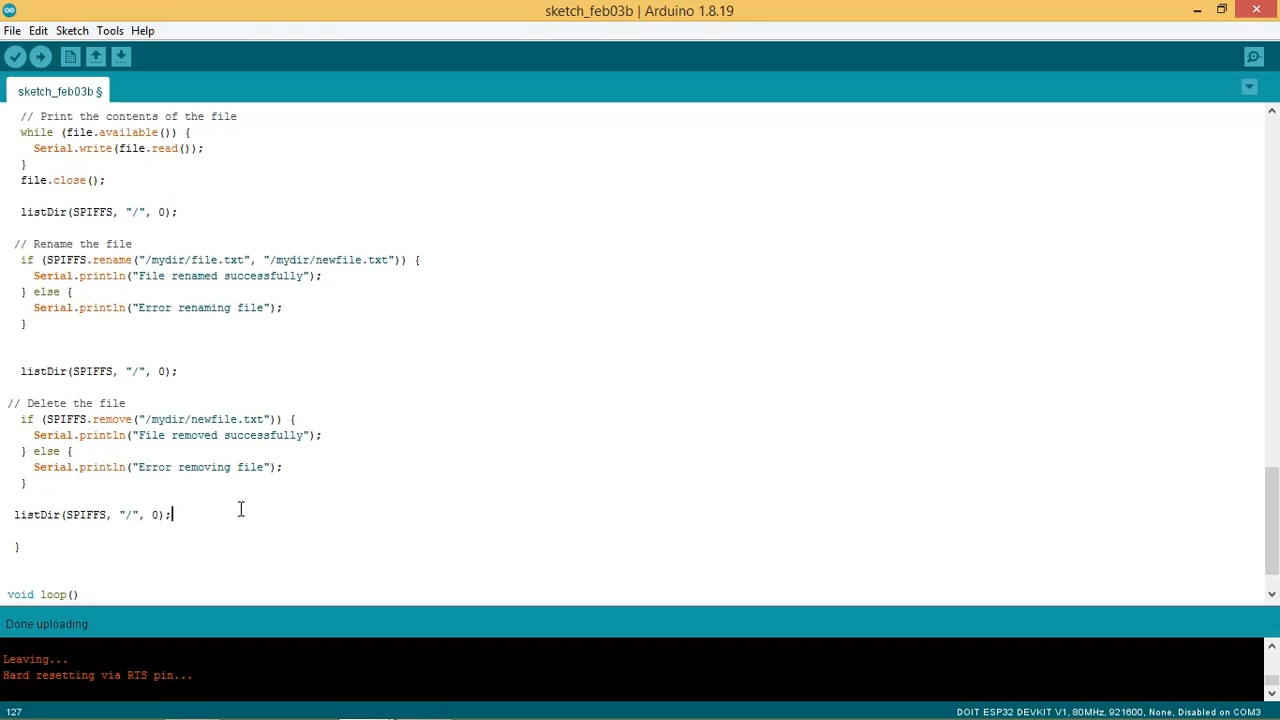 sketch_feb03b | Arduino 1.8.19
File Edit Sketch Tools Help
sketch_feb03b §
// Print the contents of the file
while (file.available()) {
Serial.write(file.read());
}
file.close();
listDir(SPIFFS, "/", 0);
// Rename the file
if (SPIFFS.rename("/mydir/file.txt", "/mydir/newfile.txt")) {
Serial.println("File renamed successfully");
} else {
Serial.println("Error renaming file");
}
listDir(SPIFFS, "/", 0);
// Delete the file
if (SPIFFS.remove("/mydir/newfile.txt")) {
Serial.println("File removed successfully");
} else {
Serial.println("Error removing file");
}
listDir(SPIFFS, "/", 0);
}
void loop()
Done uploading.
Leaving...
Hard resetting via RTS pin...
127 DOIT ESP32 DEVKIT V1, 80MHz, 921600, None, Disabled on COM3